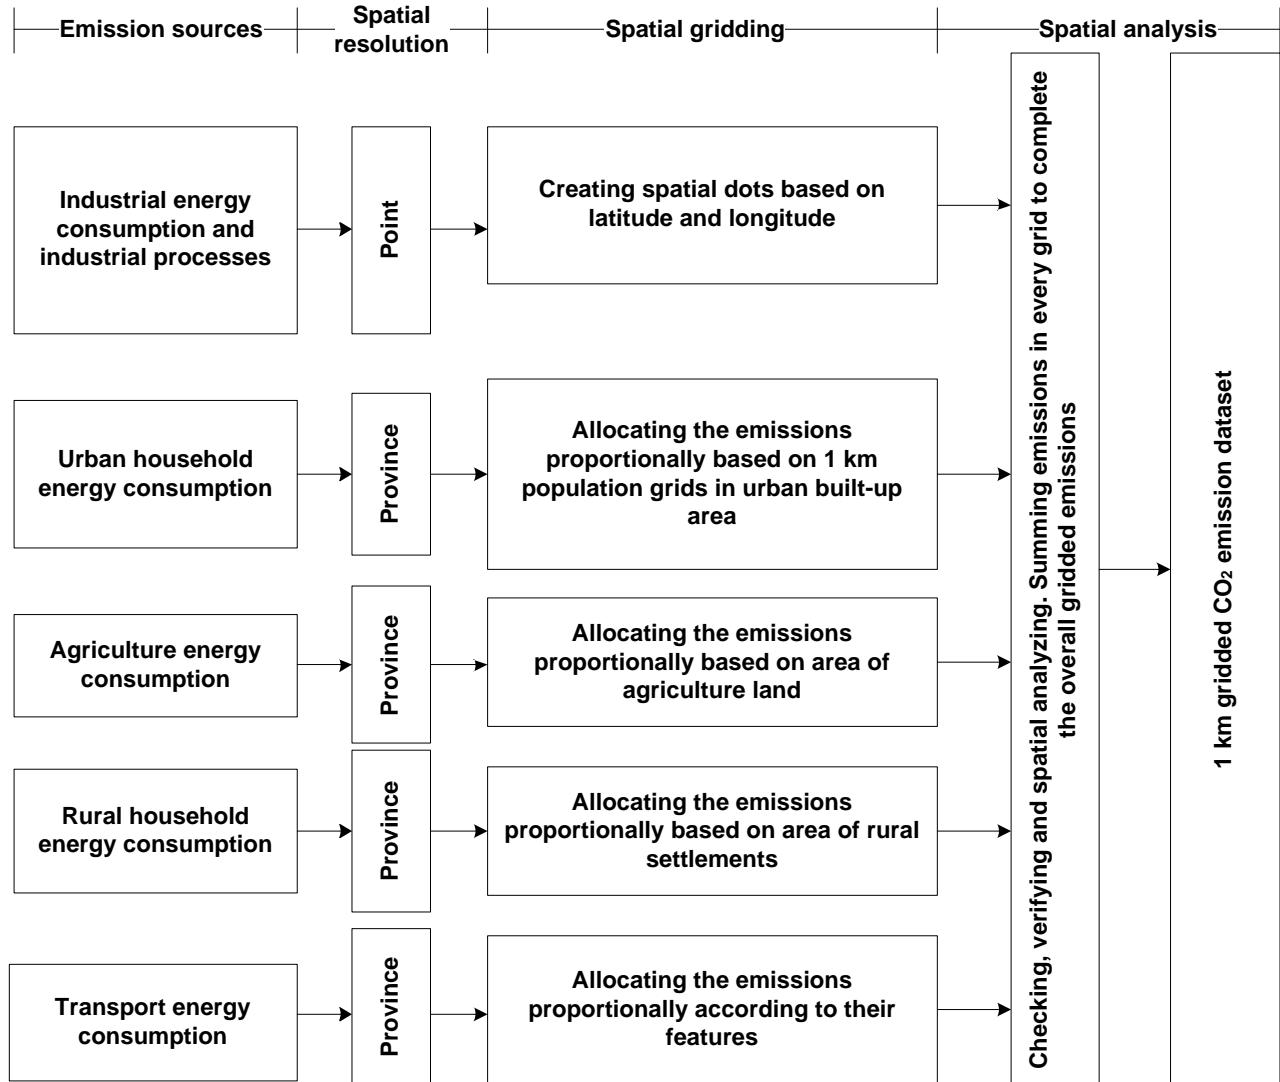 Emission sources
Spatial
resolution
Spatial gridding
Spatial analysis
Industrial energy
consumption and
industrial processes
Point
Creating spatial dots based on
latitude and longitude
Urban household
energy consumption
Province
Allocating the emissions
proportionally based on 1 km
population grids in urban built-up
area
Agriculture energy
consumption
Province
Allocating the emissions
proportionally based on area of
agriculture land
Rural household
energy consumption
Province
Allocating the emissions
proportionally based on area of rural
settlements
Transport energy
consumption
Province
Allocating the emissions
proportionally according to their
features
Checking, verifying and spatial analyzing. Summing emissions in every grid to complete
the overall gridded emissions
1 km gridded CO₂ emission dataset